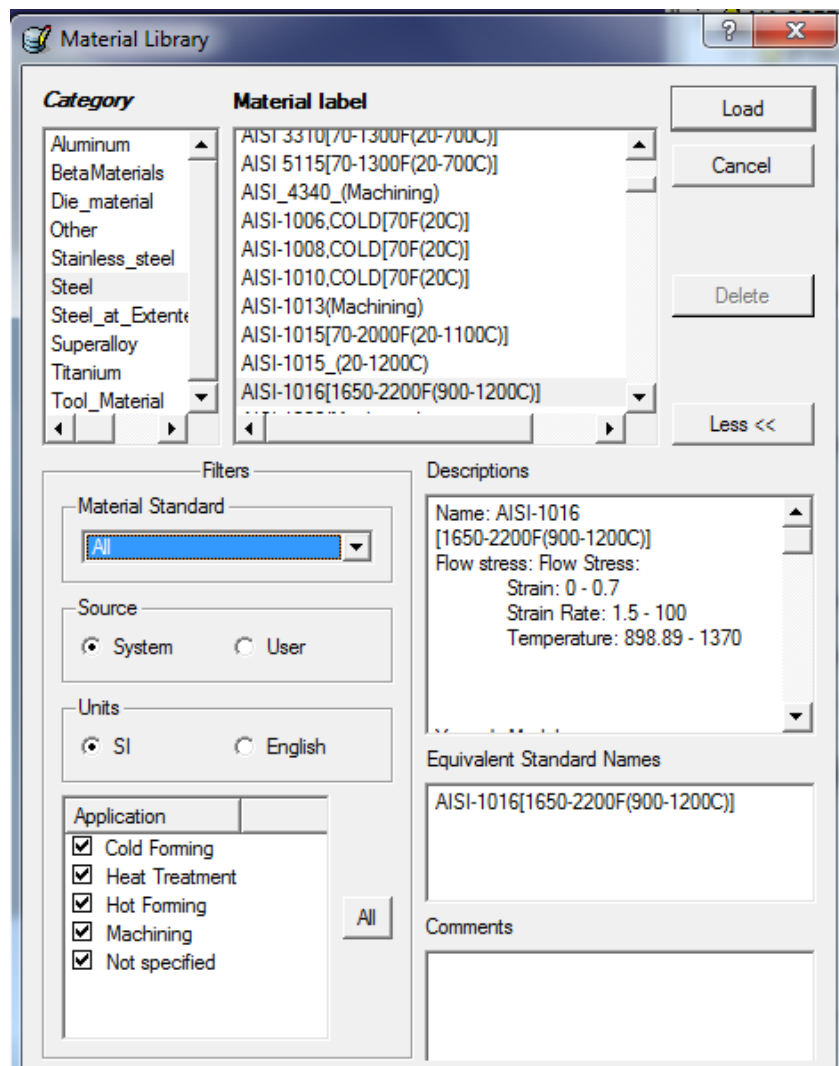 Material Library
Category
Material label
Load
Cancel
Delete
Less <<
Aluminum
BetaMaterials
Die_material
Other
Stainless_steel
Steel
Steel_at_Extente
Superalloy
Titanium
Tool_Material
AISI 3310[70-1300F(20-700C)]
AISI 5115[70-1300F(20-700C)]
AISI_4340_(Machining)
AISI-1006,COLD[70F(20C)]
AISI-1008,COLD[70F(20C)]
AISI-1010,COLD[70F(20C)]
AISI-1013(Machining)
AISI-1015[70-2000F(20-1100C)]
AISI-1015_(20-1200C)
AISI-1016[1650-2200F(900-1200C)]
Filters
Material Standard
All
Source
System
User
Units
SI
English
Application
Cold Forming
Heat Treatment
Hot Forming
Machining
Not specified
All
Descriptions
Name: AISI-1016
[1650-2200F(900-1200C)]
Flow stress: Flow Stress:
Strain: 0 - 0.7
Strain Rate: 1.5 - 100
Temperature: 898.89 - 1370
Equivalent Standard Names
AISI-1016[1650-2200F(900-1200C)]
Comments